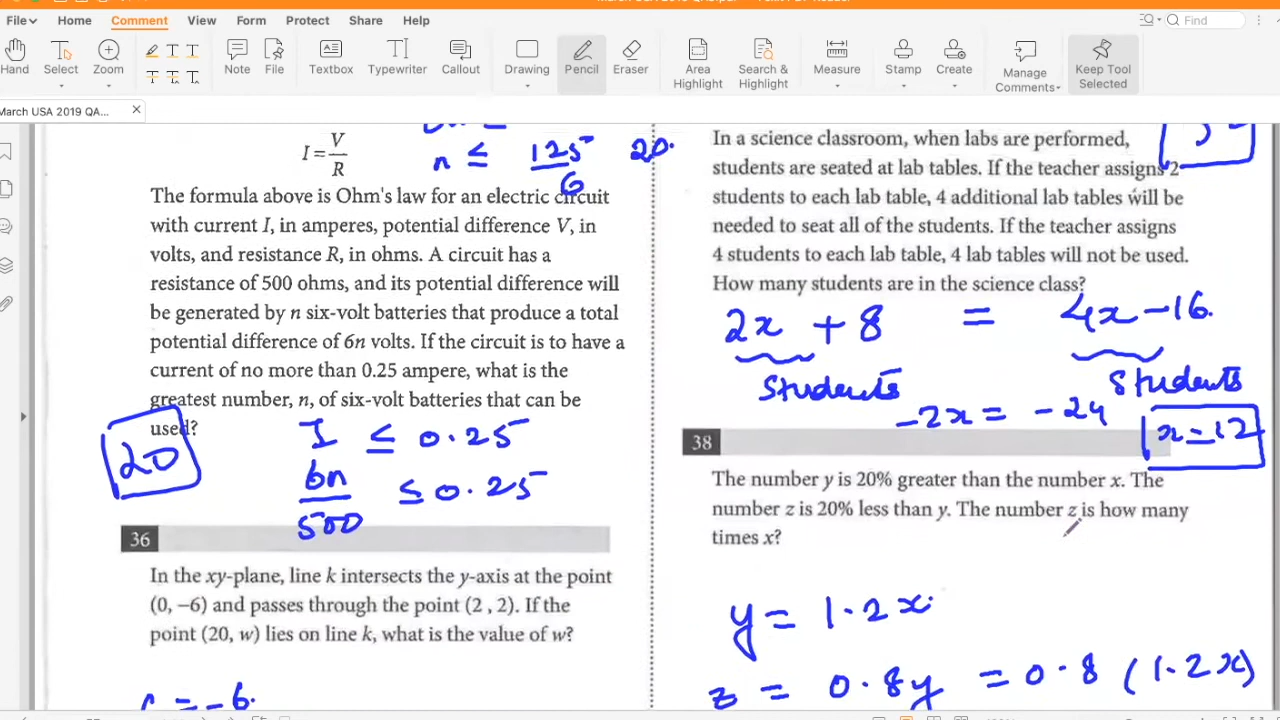 File Home Comment View Form Protect Share Help Find
Hand Select Zoom Note File Textbox Typewriter Callout Drawing Pencil Eraser Area Highlight Search & Highlight Measure Stamp Create Manage Comments Keep Tool Selected
March USA 2019 QA...
I = V/R
n ≤ 125/6 20.
The formula above is Ohm's law for an electric circuit
with current I, in amperes, potential difference V, in
volts, and resistance R, in ohms. A circuit has a
resistance of 500 ohms, and its potential difference will
be generated by n six-volt batteries that produce a total
potential difference of 6n volts. If the circuit is to have a
current of no more than 0.25 ampere, what is the
greatest number, n, of six-volt batteries that can be
used?
I ≤ 0.25
20
6n/500 ≤ 0.25
36
In the xy-plane, line k intersects the y-axis at the point
(0, −6) and passes through the point (2 , 2). If the
point (20, w) lies on line k, what is the value of w?
= -6.
In a science classroom, when labs are performed,
students are seated at lab tables. If the teacher assigns 2
students to each lab table, 4 additional lab tables will be
needed to seat all of the students. If the teacher assigns
4 students to each lab table, 4 lab tables will not be used.
How many students are in the science class?
2x + 8 = 4x - 16.
Students Students
-2x = -24
x = 12
38
The number y is 20% greater than the number x. The
number z is 20% less than y. The number z is how many
times x?
y = 1.2x.
z = 0.8y = 0.8 (1.2x)